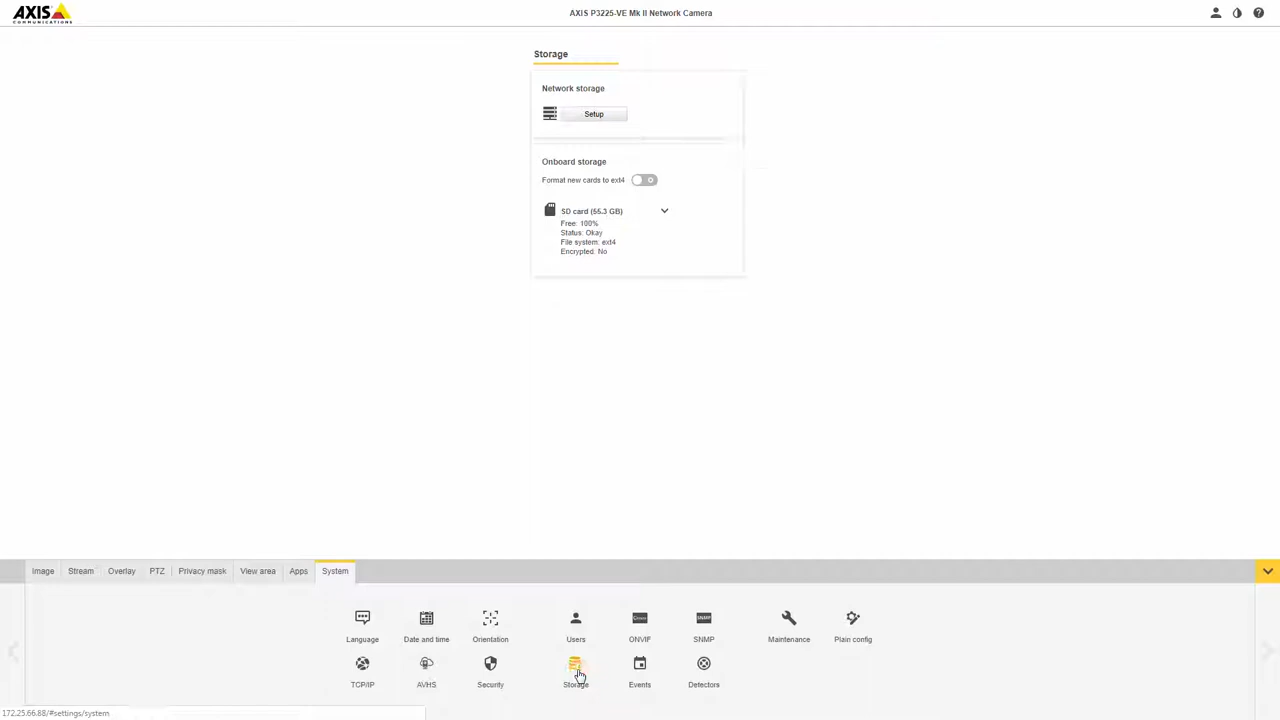 AXIS
COMMUNICATIONS
AXIS P3225-VE Mk II Network Camera
Storage
Network storage
Setup
Onboard storage
Format new cards to ext4
SD card (55.3 GB)
Free: 100%
Status: Okay
File system: ext4
Encrypted: No
Image Stream Overlay PTZ Privacy mask View area Apps System
Language Date and time Orientation Users ONVIF SNMP Maintenance Plain config
TCP/IP AVHS Security Storage Events Detectors
172.25.66.88/#settings/system